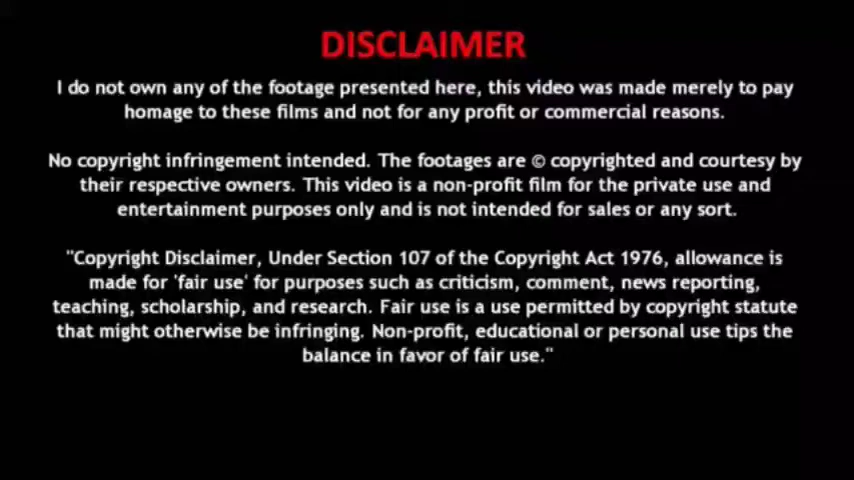 DISCLAIMER
I do not own any of the footage presented here, this video was made merely to pay
homage to these films and not for any profit or commercial reasons.
No copyright infringement intended. The footages are © copyrighted and courtesy by
their respective owners. This video is a non-profit film for the private use and
entertainment purposes only and is not intended for sales or any sort.
"Copyright Disclaimer, Under Section 107 of the Copyright Act 1976, allowance is
made for 'fair use' for purposes such as criticism, comment, news reporting,
teaching, scholarship, and research. Fair use is a use permitted by copyright statute
that might otherwise be infringing. Non-profit, educational or personal use tips the
balance in favor of fair use."